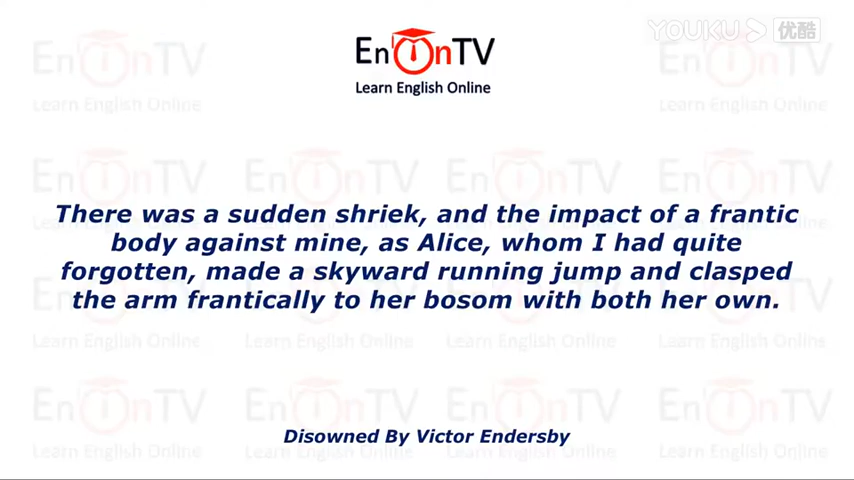 YOUKU 优酷
EnOnTV
Learn English Online
There was a sudden shriek, and the impact of a frantic
body against mine, as Alice, whom I had quite
forgotten, made a skyward running jump and clasped
the arm frantically to her bosom with both her own.
Disowned By Victor Endersby